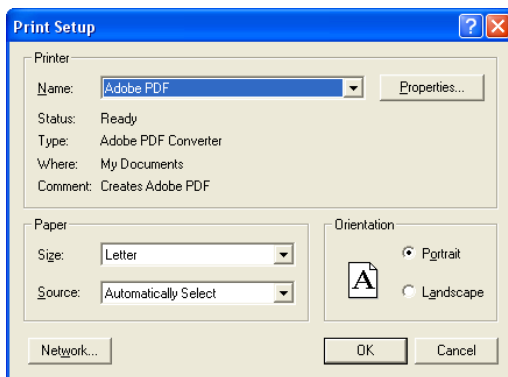 Print Setup
Printer
Name: Adobe PDF Properties...
Status: Ready
Type: Adobe PDF Converter
Where: My Documents
Comment: Creates Adobe PDF
Paper Orientation
Size: Letter Portrait
A
Source: Automatically Select Landscape
Network... OK Cancel